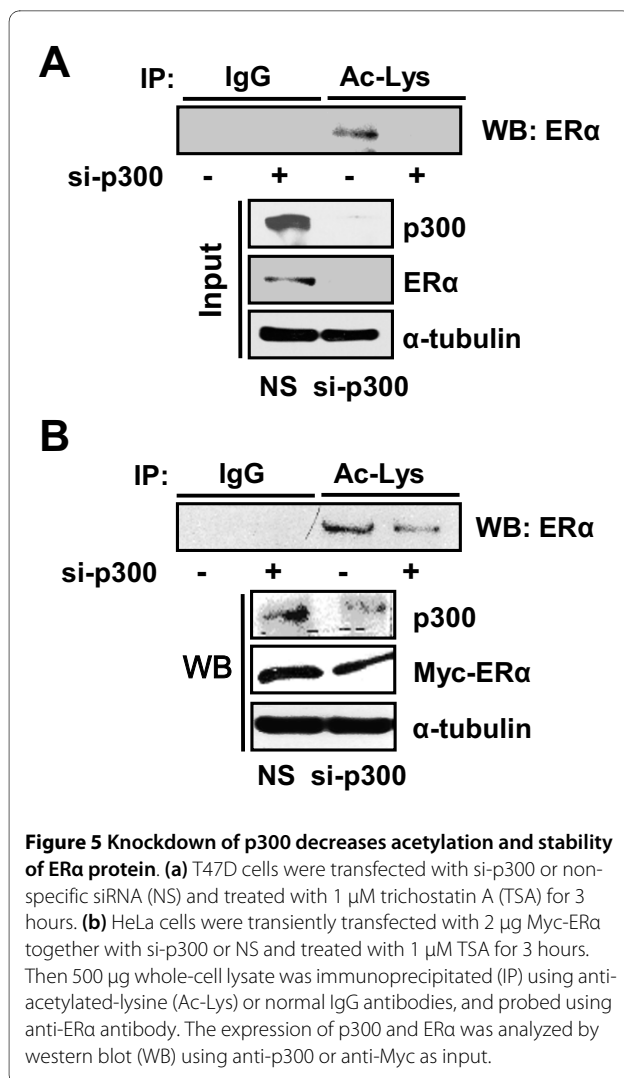 A
IP: IgG Ac-Lys
WB: ERα
si-p300 - + - +
Input
p300
ERα
α-tubulin
NS si-p300
B
IP: IgG Ac-Lys
WB: ERα
si-p300 - + - +
WB
p300
Myc-ERα
α-tubulin
NS si-p300
Figure 5 Knockdown of p300 decreases acetylation and stability
of ERα protein. (a) T47D cells were transfected with si-p300 or non-
specific siRNA (NS) and treated with 1 μM trichostatin A (TSA) for 3
hours. (b) HeLa cells were transiently transfected with 2 μg Myc-ERα
together with si-p300 or NS and treated with 1 μM TSA for 3 hours.
Then 500 μg whole-cell lysate was immunoprecipitated (IP) using anti-
acetylated-lysine (Ac-Lys) or normal IgG antibodies, and probed using
anti-ERα antibody. The expression of p300 and ERα was analyzed by
western blot (WB) using anti-p300 or anti-Myc as input.